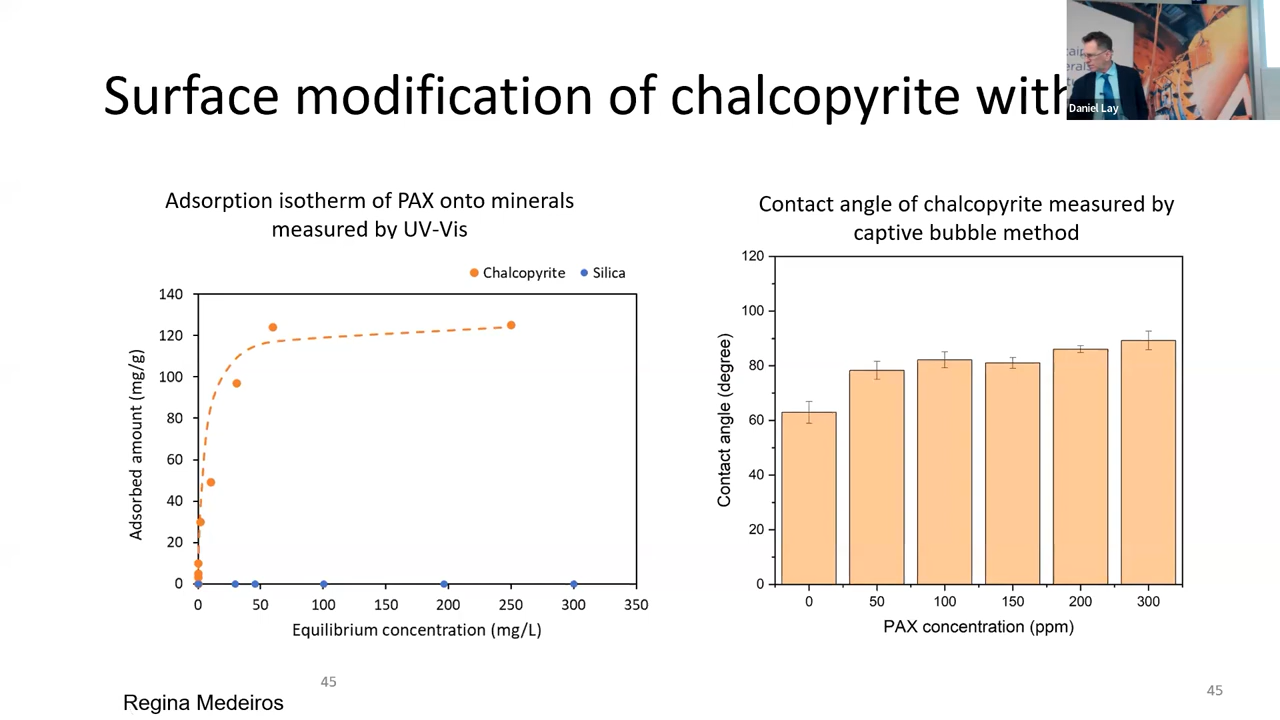 Surface modification of chalcopyrite with
Daniel Lay
Adsorption isotherm of PAX onto minerals
measured by UV-Vis
Chalcopyrite Silica
140
120
100
80
60
40
20
0
Adsorbed amount (mg/g)
0 50 100 150 200 250 300 350
Equilibrium concentration (mg/L)
Contact angle of chalcopyrite measured by
captive bubble method
120
100
80
60
40
20
0
Contact angle (degree)
0 50 100 150 200 300
PAX concentration (ppm)
45
Regina Medeiros
45